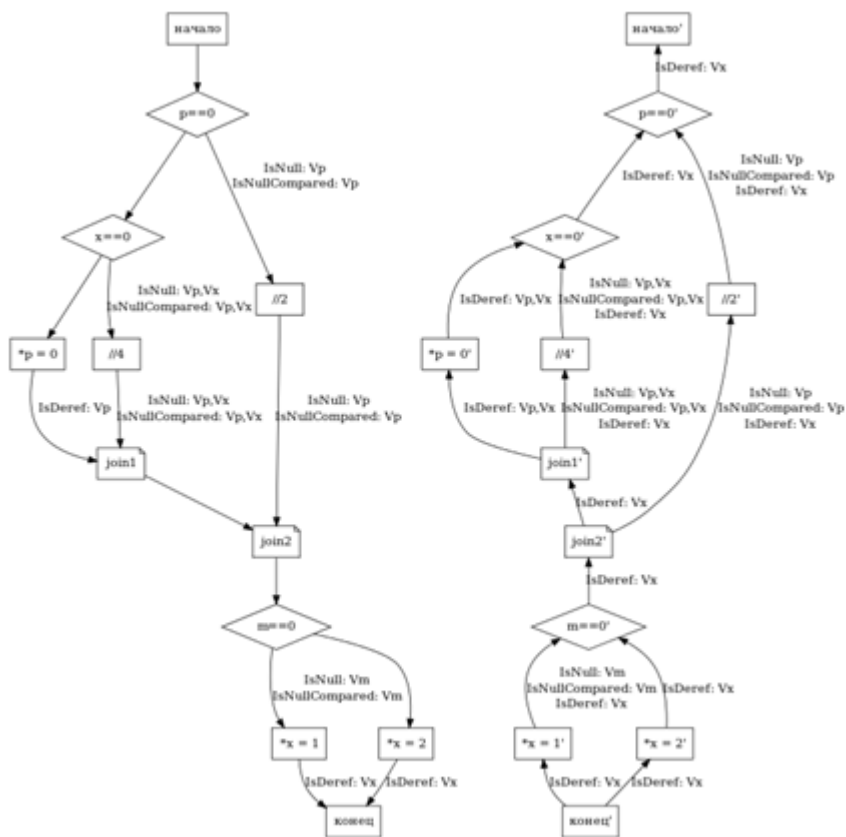 начало
p==0
IsNull: Vp
IsNullCompared: Vp
x==0
//2
IsNull: Vp,Vx
IsNullCompared: Vp,Vx
*p = 0
//4
IsDeref: Vp
IsNull: Vp,Vx
IsNullCompared: Vp,Vx
IsNull: Vp
IsNullCompared: Vp
join1
join2
m==0
IsNull: Vm
IsNullCompared: Vm
*x = 1
*x = 2
IsDeref: Vx
IsDeref: Vx
конец
начало'
IsDeref: Vx
p==0'
IsDeref: Vx
IsNull: Vp
IsNullCompared: Vp
IsDeref: Vx
x==0'
//2'
IsDeref: Vp,Vx
IsNull: Vp,Vx
IsNullCompared: Vp,Vx
IsDeref: Vx
*p = 0'
//4'
IsDeref: Vp,Vx
IsNull: Vp,Vx
IsNullCompared: Vp,Vx
IsDeref: Vx
IsNull: Vp
IsNullCompared: Vp
IsDeref: Vx
join1'
IsDeref: Vx
join2'
IsDeref: Vx
m==0'
IsNull: Vm
IsNullCompared: Vm
IsDeref: Vx
IsDeref: Vx
*x = 1'
*x = 2'
IsDeref: Vx
IsDeref: Vx
конец'